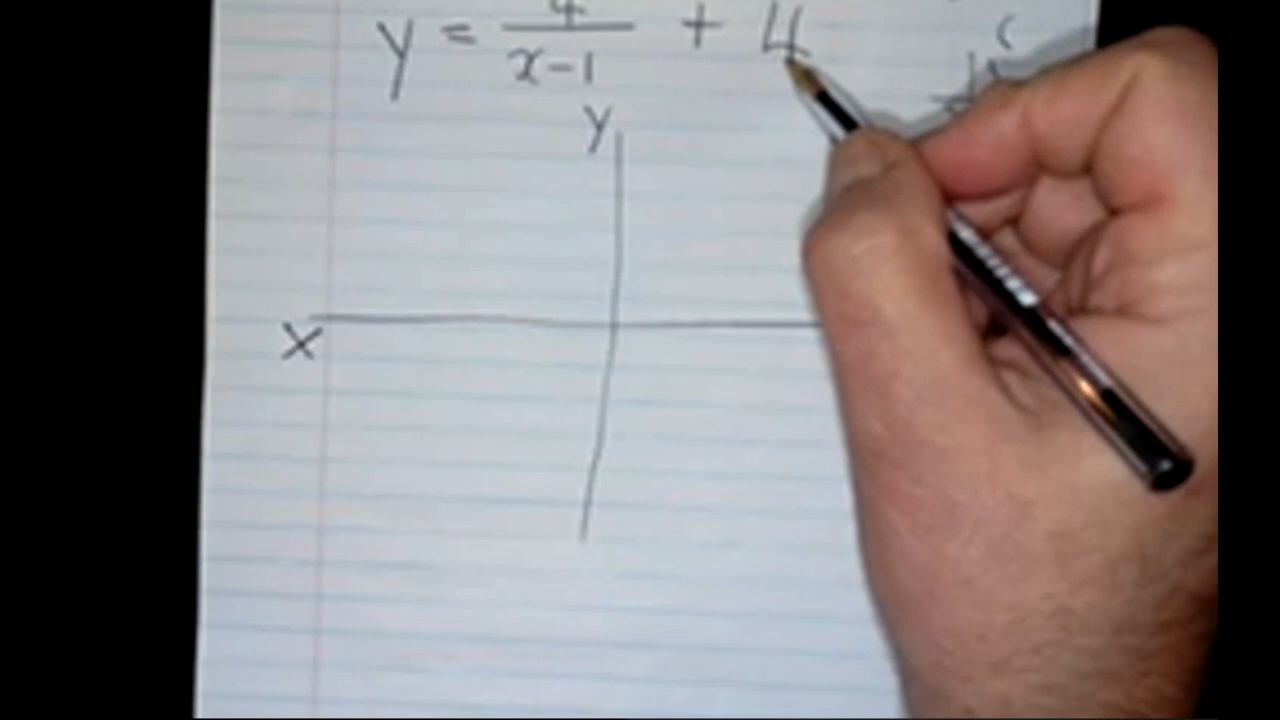 y = 4/(x-1) + 4
y
x